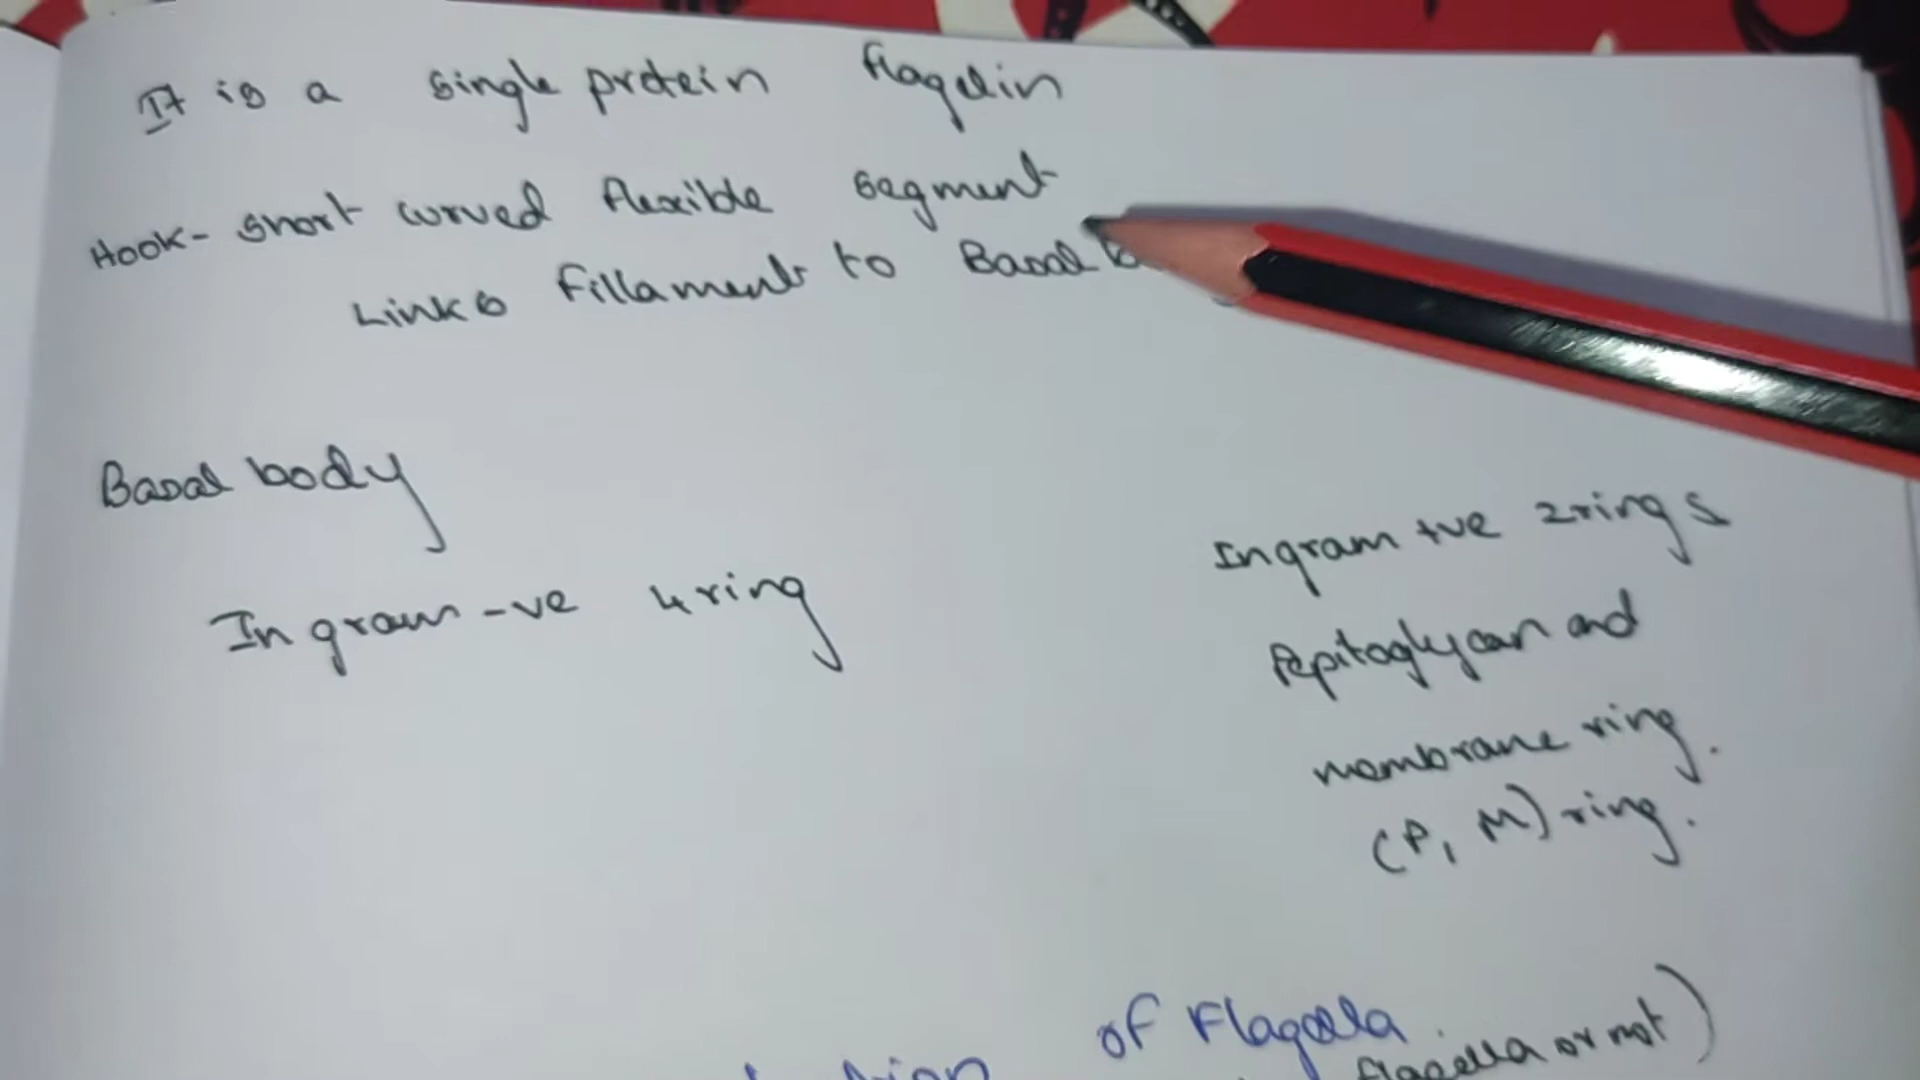 It is a single protein flagelin
Hook- short curved flexible segment
Links Fillaments to Basal b
Basal body
In gram -ve 4 ring
In gram +ve 2 rings
Pepitoglycan and
membrane ring.
(P, M) ring.
of Flagella
flagella or not)